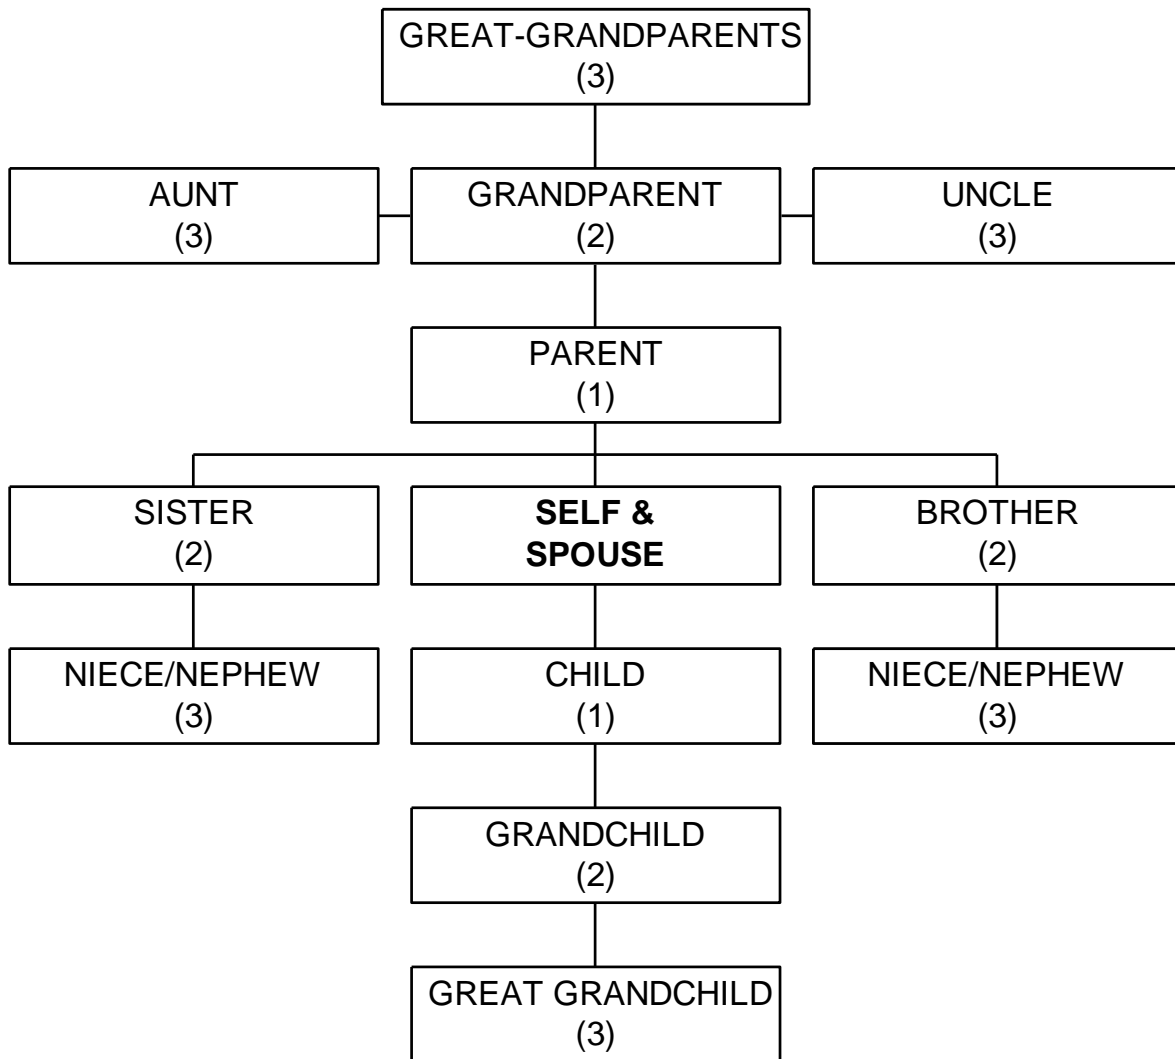 GREAT-GRANDPARENTS
(3)
AUNT
(3)
GRANDPARENT
(2)
UNCLE
(3)
PARENT
(1)
SISTER
(2)
SELF &
SPOUSE
BROTHER
(2)
NIECE/NEPHEW
(3)
CHILD
(1)
NIECE/NEPHEW
(3)
GRANDCHILD
(2)
GREAT GRANDCHILD
(3)